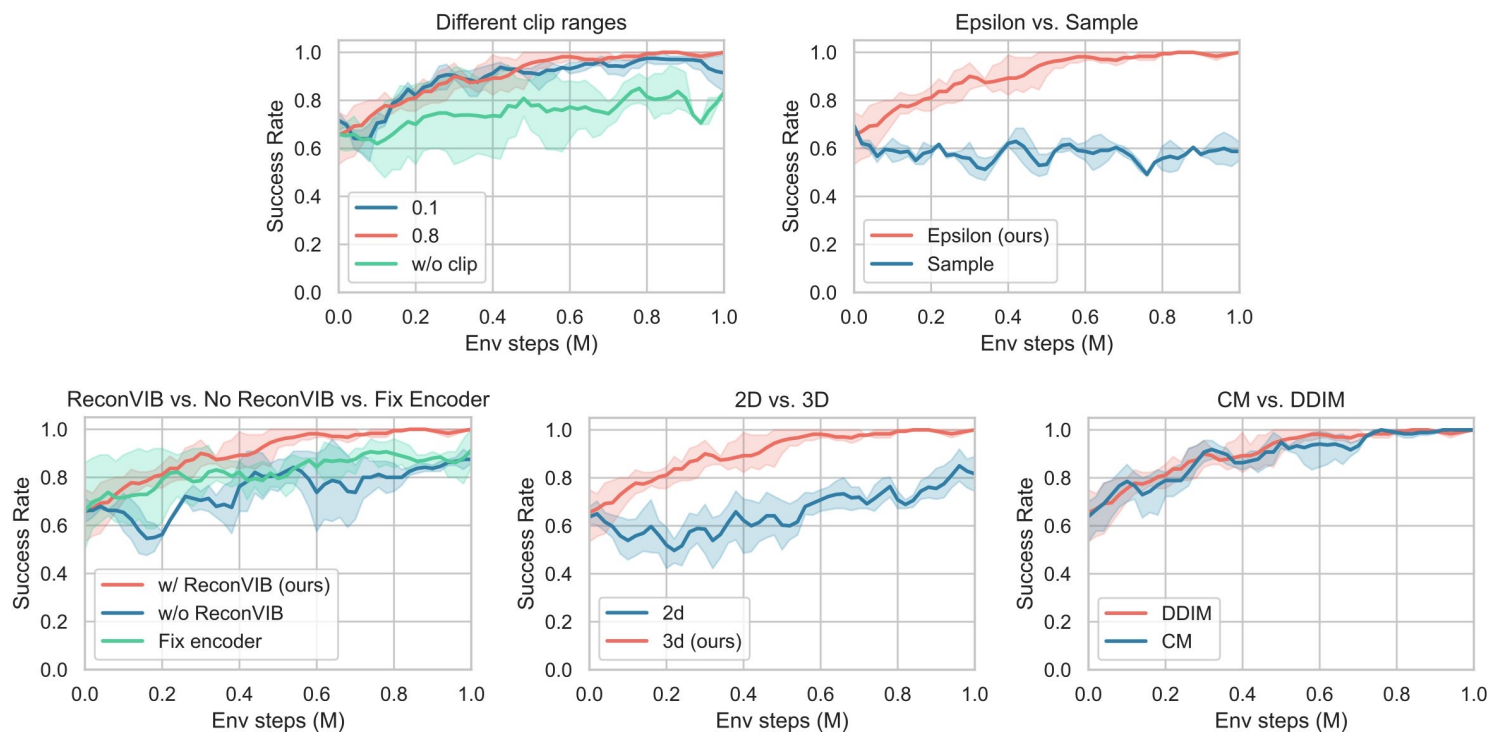 Different clip ranges
Success Rate
1.0
0.8
0.6
0.4
0.2
0.0
0.1
0.8
w/o clip
0.0 0.2 0.4 0.6 0.8 1.0
Env steps (M)
Epsilon vs. Sample
Success Rate
1.0
0.8
0.6
0.4
0.2
0.0
Epsilon (ours)
Sample
0.0 0.2 0.4 0.6 0.8 1.0
Env steps (M)
ReconVIB vs. No ReconVIB vs. Fix Encoder
Success Rate
1.0
0.8
0.6
0.4
0.2
0.0
w/ ReconVIB (ours)
w/o ReconVIB
Fix encoder
0.0 0.2 0.4 0.6 0.8 1.0
Env steps (M)
2D vs. 3D
Success Rate
1.0
0.8
0.6
0.4
0.2
0.0
2d
3d (ours)
0.0 0.2 0.4 0.6 0.8 1.0
Env steps (M)
CM vs. DDIM
Success Rate
1.0
0.8
0.6
0.4
0.2
0.0
DDIM
CM
0.0 0.2 0.4 0.6 0.8 1.0
Env steps (M)